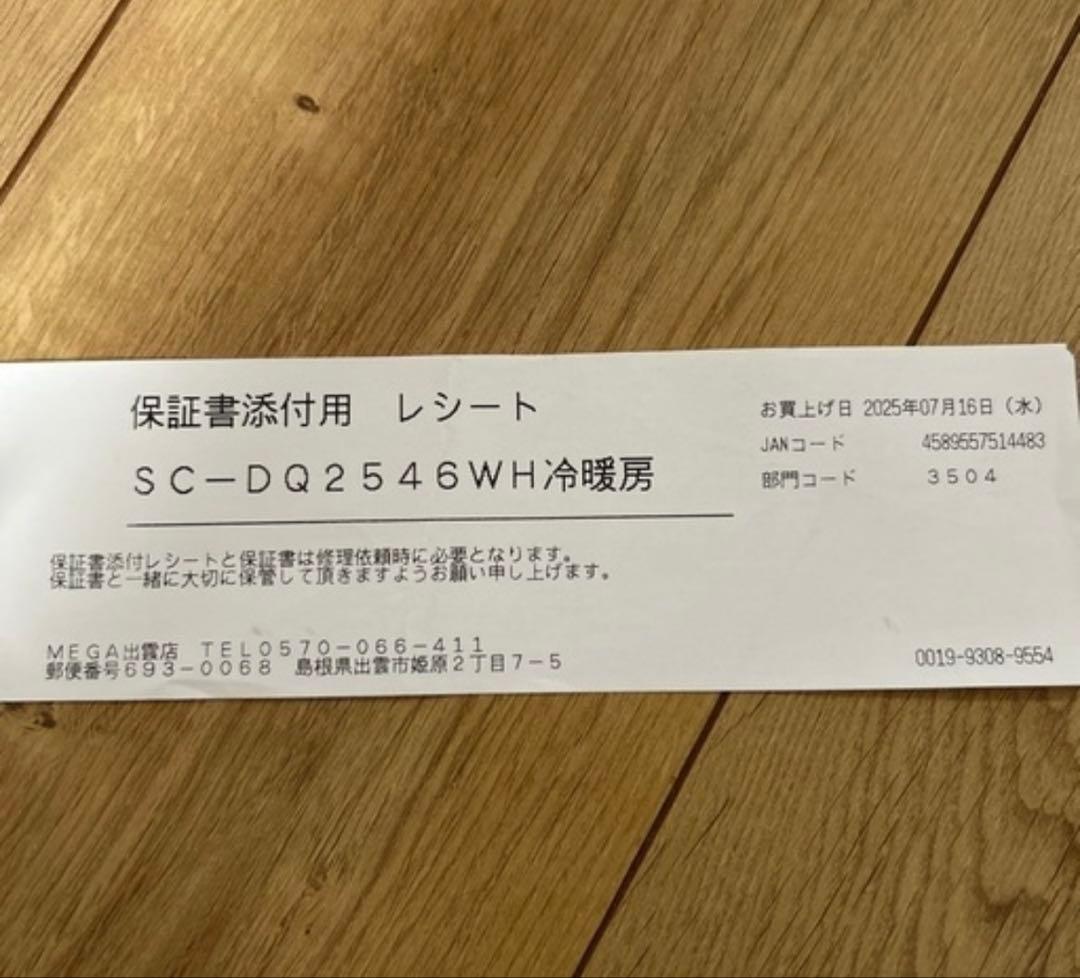 保証書添付用　レシート
ＳＣ－ＤＱ２５４６ＷＨ冷暖房
お買上げ日 2025年07月16日（水）
JANコード 4589557514483
部門コード ３５０４
保証書添付レシートと保証書は修理依頼時に必要となります。
保証書と一緒に大切に保管して頂きますようお願い申し上げます。
ＭＥＧＡ出雲店　ＴＥＬ０５７０－０６６－４１１
郵便番号６９３－００６８　島根県出雲市姫原２丁目７－５
0019-9308-9554